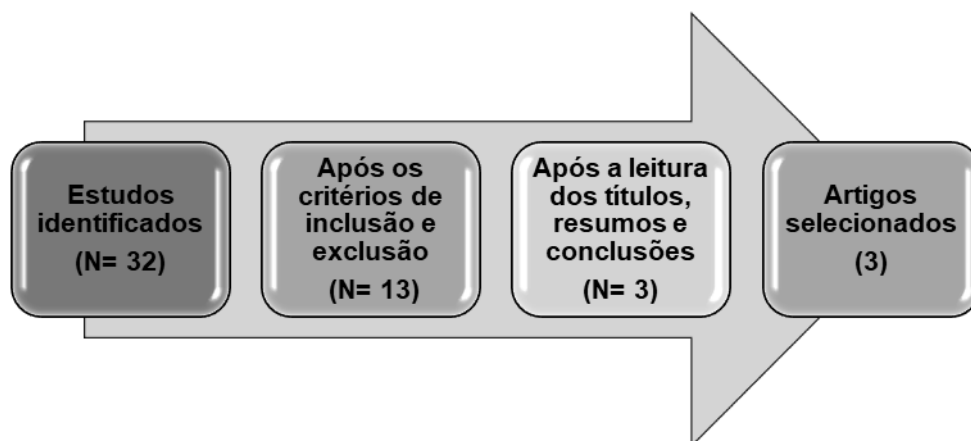 Estudos
identificados
(N= 32)
Após os
critérios de
inclusão e
exclusão
(N= 13)
Após a leitura
dos títulos,
resumos e
conclusões
(N= 3)
Artigos
selecionados
(3)